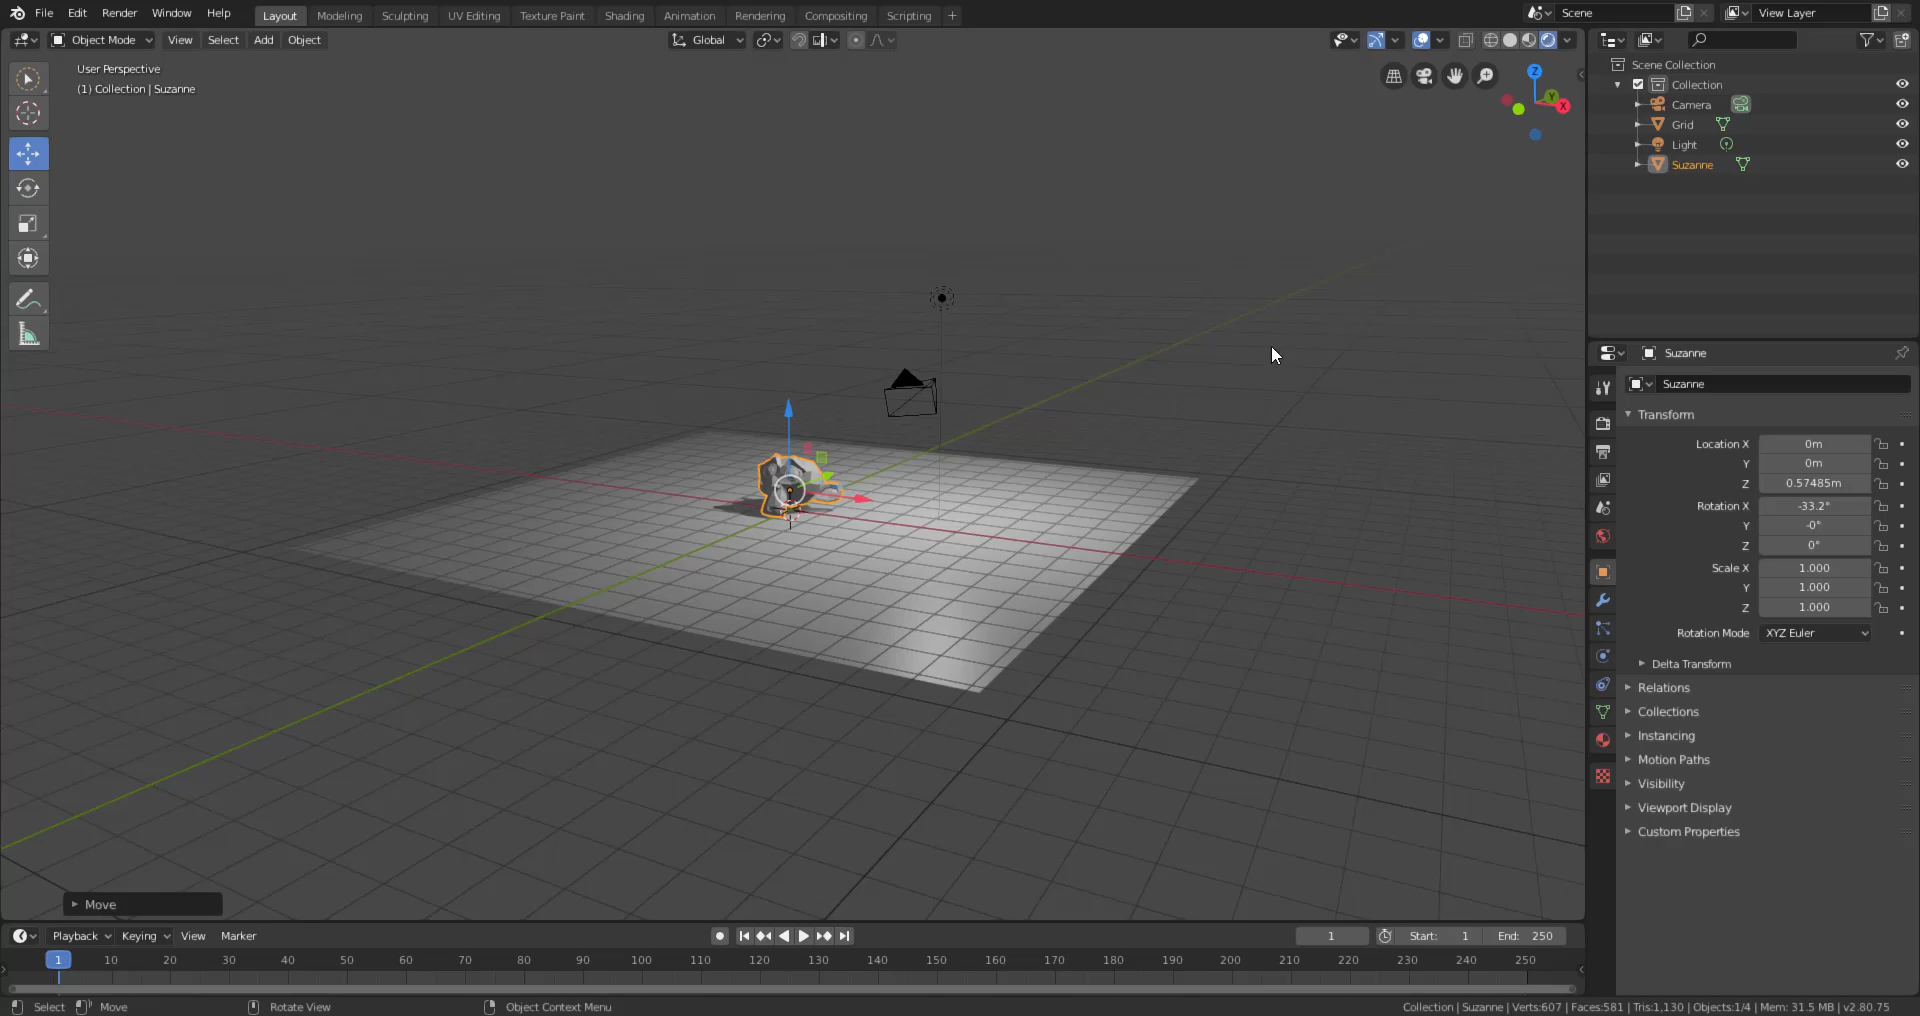 File Edit Render Window Help Layout Modeling Sculpting UV Editing Texture Paint Shading Animation Rendering Compositing Scripting + Scene View Layer
Object Mode View Select Add Object Global
User Perspective
(1) Collection | Suzanne
Z
Y
X
Scene Collection
Collection
Camera
Grid
Light
Suzanne
Suzanne
Suzanne
Transform
Location X 0m
Y 0m
Z 0.57485m
Rotation X -33.2°
Y -0°
Z 0°
Scale X 1.000
Y 1.000
Z 1.000
Rotation Mode XYZ Euler
Delta Transform
Relations
Collections
Instancing
Motion Paths
Visibility
Viewport Display
Custom Properties
Move
Playback Keying View Marker 1 Start: 1 End: 250
1 10 20 30 40 50 60 70 80 90 100 110 120 130 140 150 160 170 180 190 200 210 220 230 240 250
Select Move Rotate View Object Context Menu Collection | Suzanne | Verts:607 | Faces:581 | Tris:1,130 | Objects:1/4 | Mem: 31.5 MB | v2.80.75